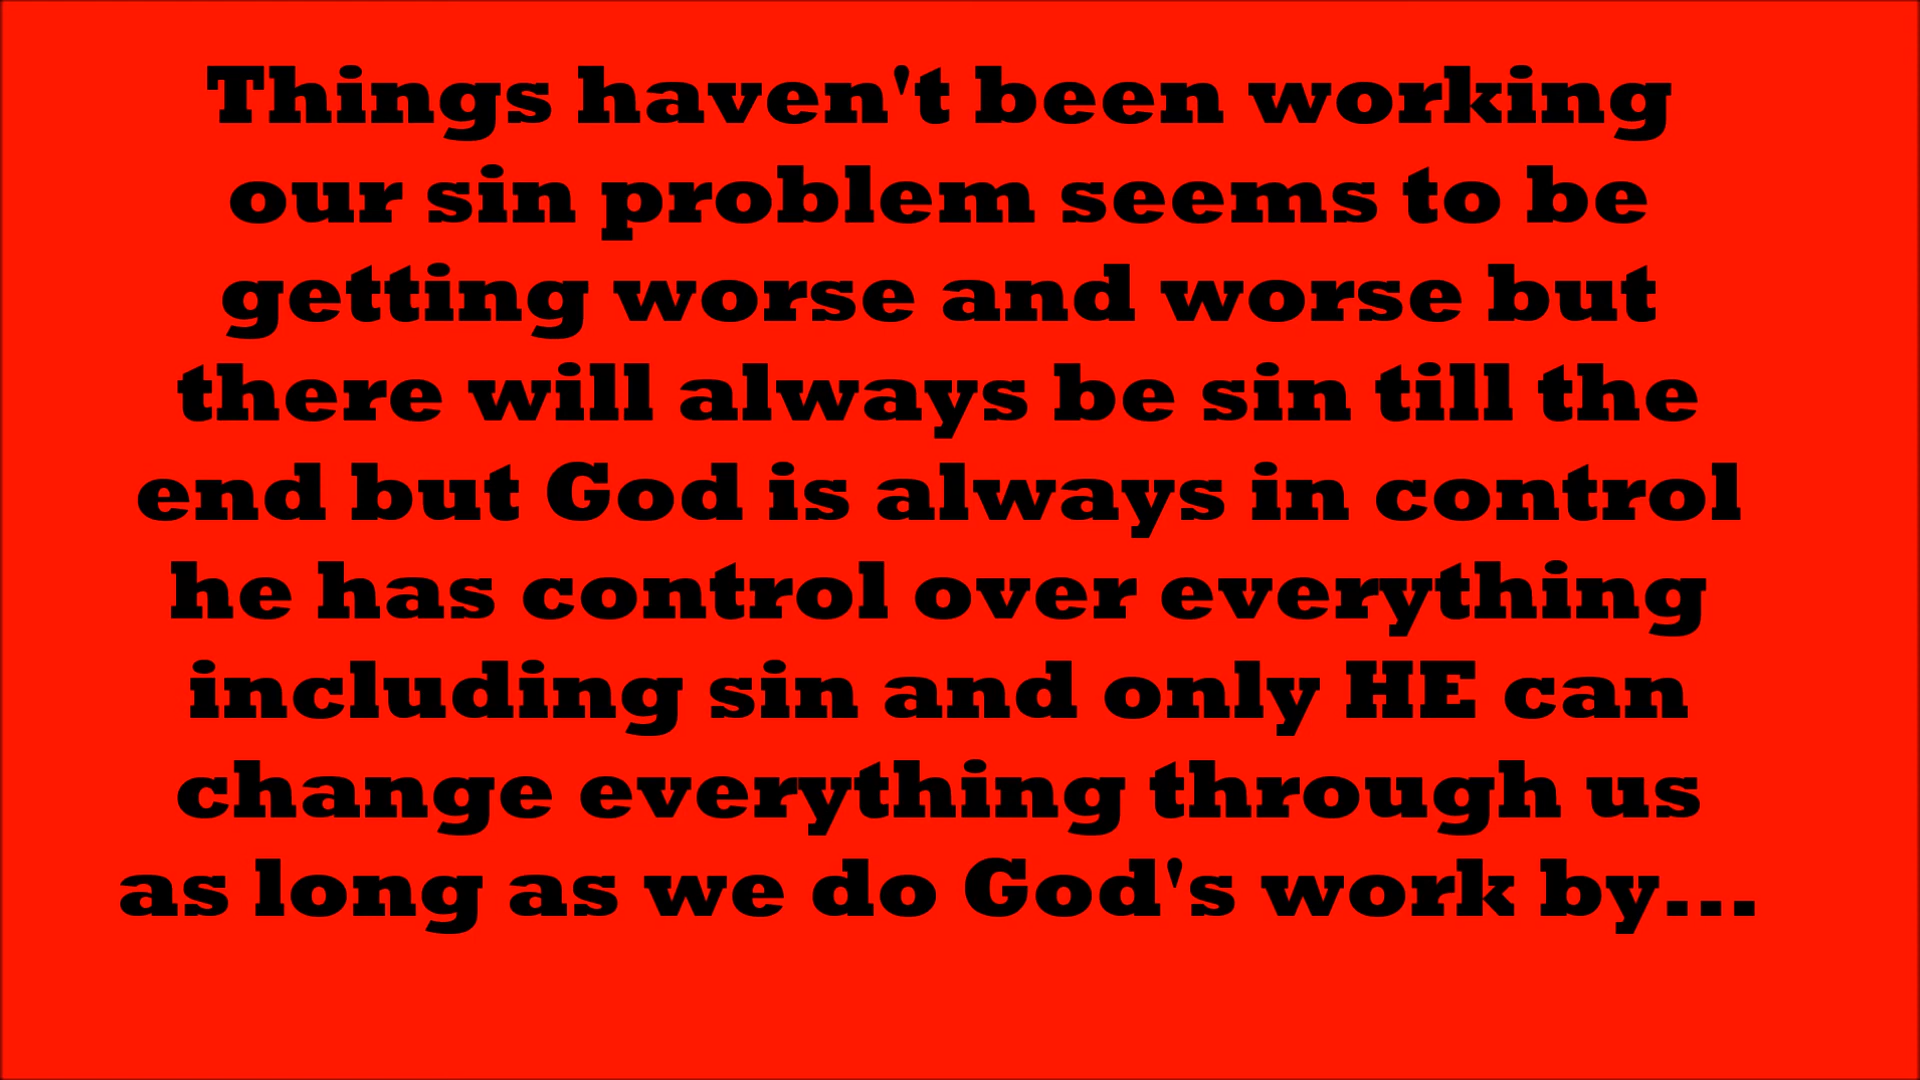 Things haven't been working
our sin problem seems to be
getting worse and worse but
there will always be sin till the
end but God is always in control
he has control over everything
including sin and only HE can
change everything through us
as long as we do God's work by...